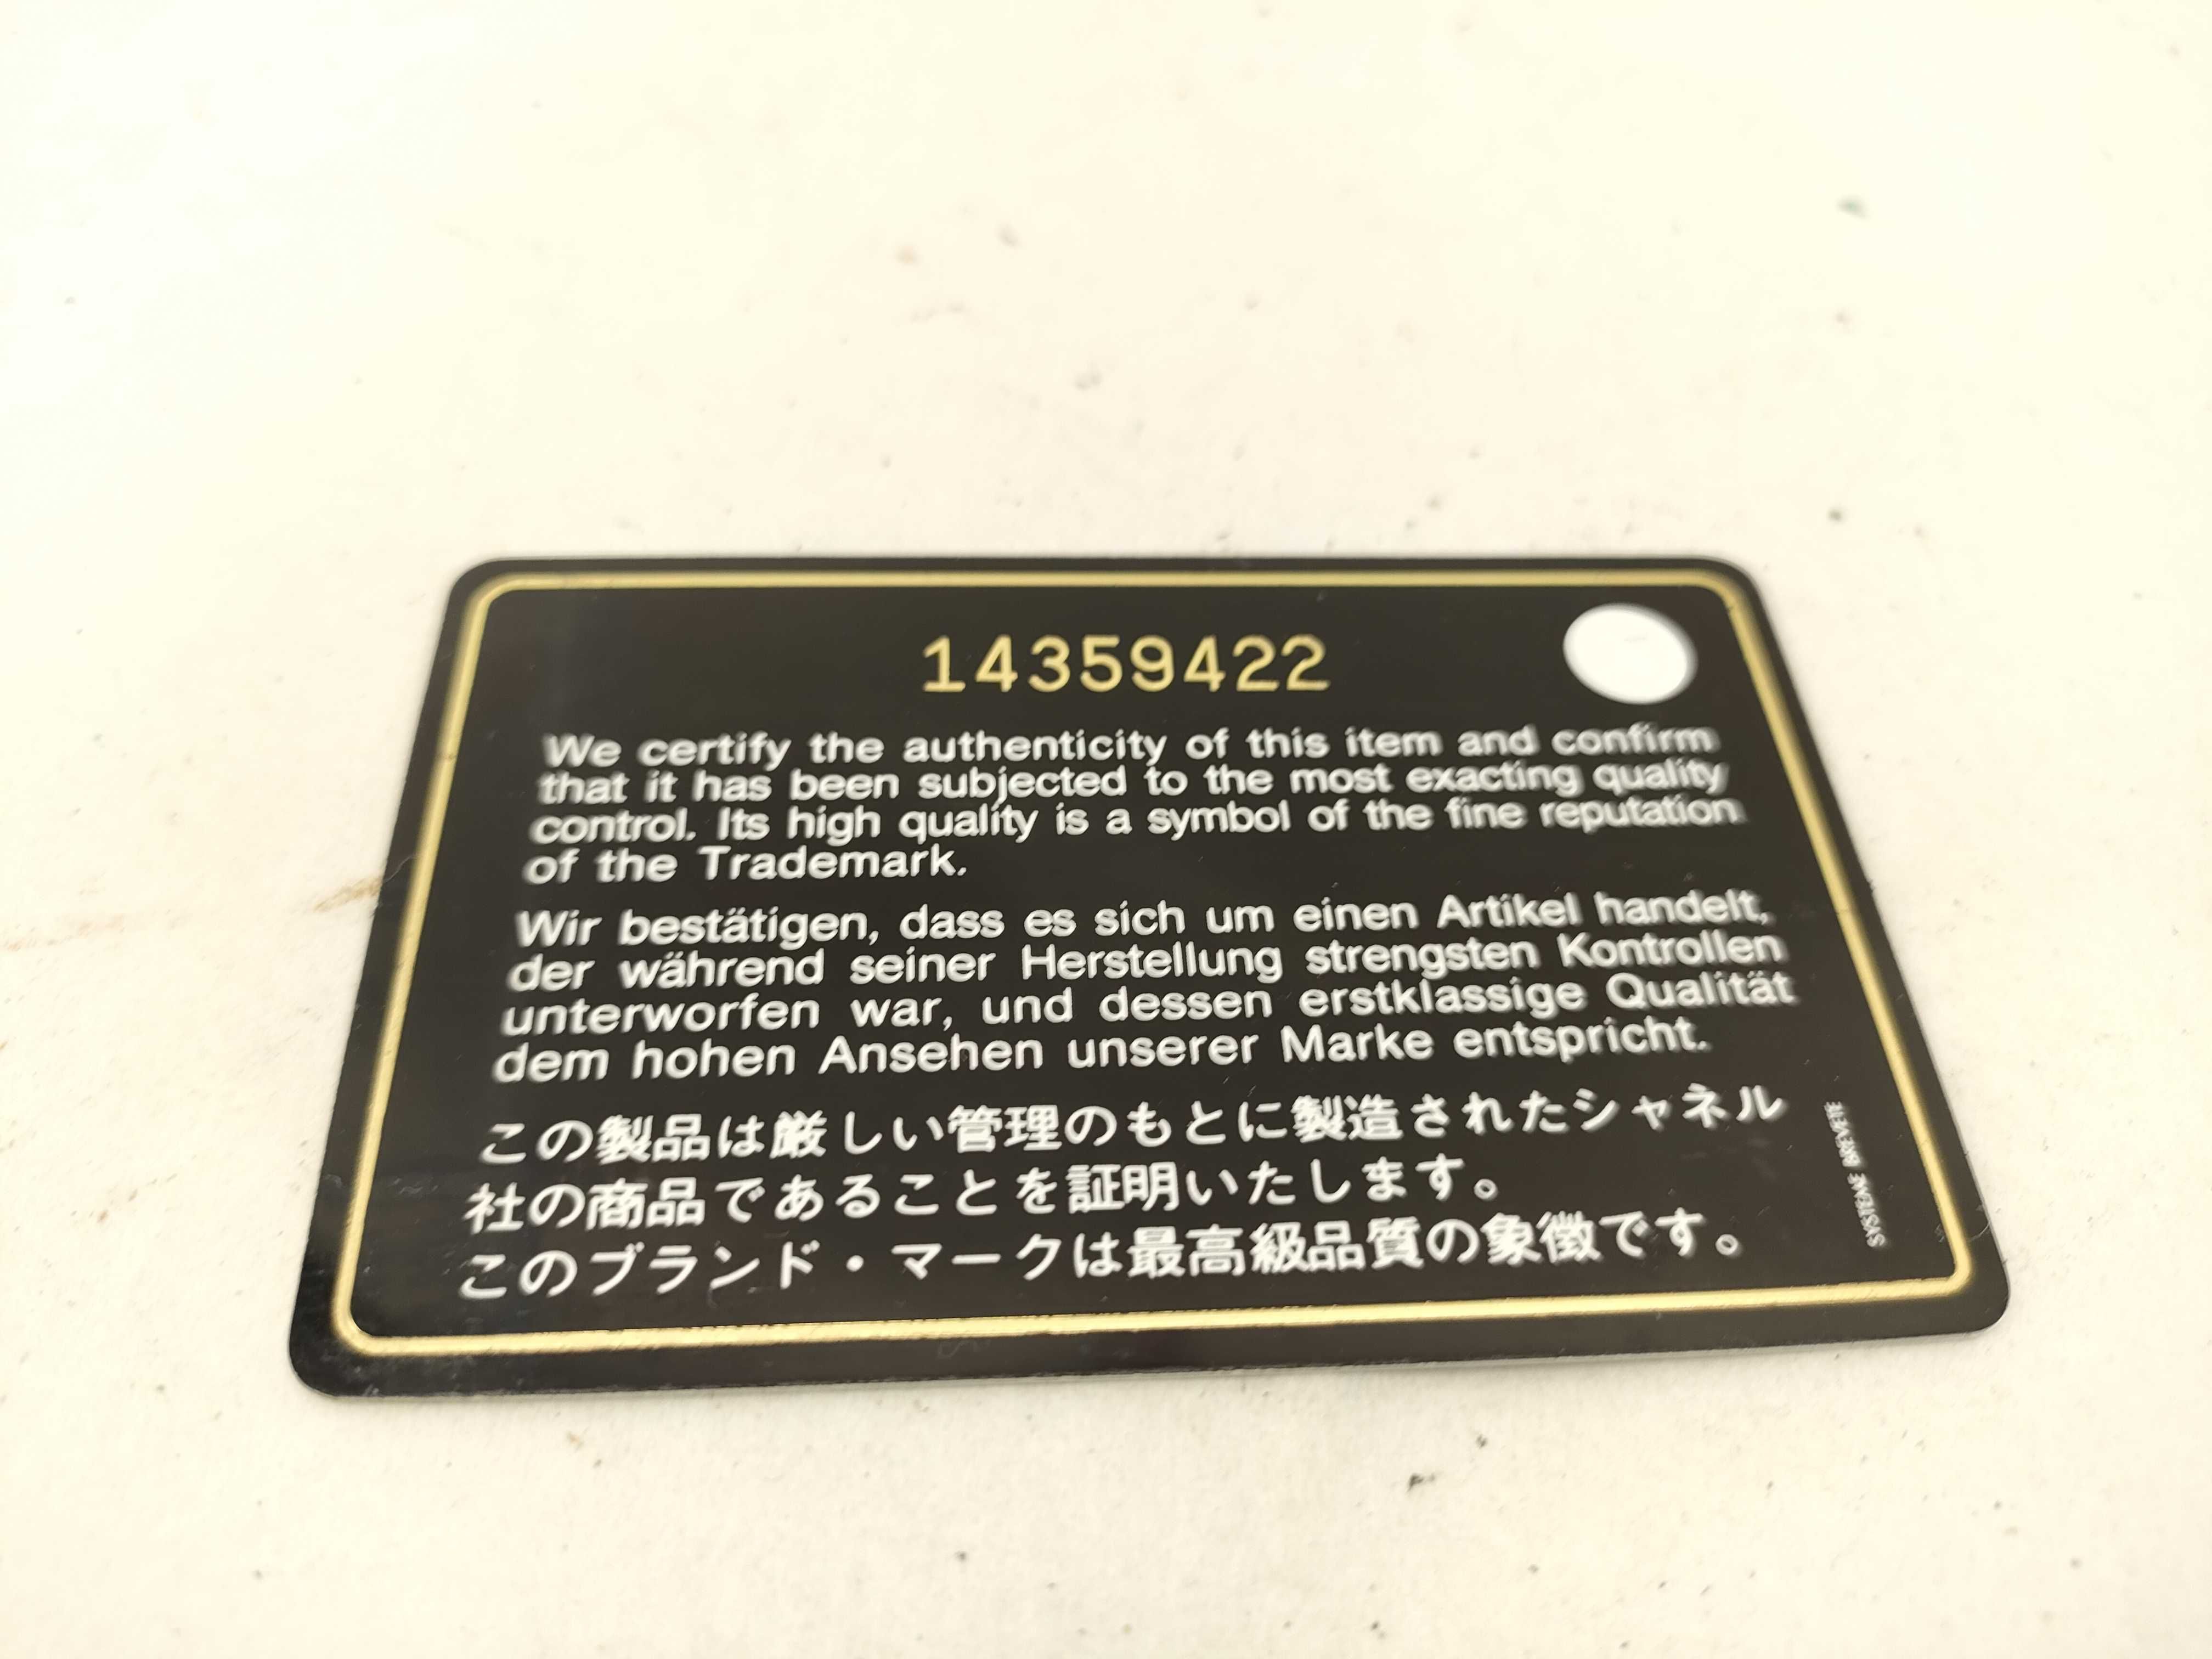 14359422
We certify the authenticity of this item and confirm
that it has been subjected to the most exacting quality
control. Its high quality is a symbol of the fine reputation
of the Trademark.
Wir bestätigen, dass es sich um einen Artikel handelt,
der während seiner Herstellung strengsten Kontrollen
unterworfen war, und dessen erstklassige Qualität
dem hohen Ansehen unserer Marke entspricht.
この製品は厳しい管理のもとに製造されたシャネル
社の商品であることを証明いたします。
このブランド・マークは最高級品質の象徴です。
SYSTEME BREVETE